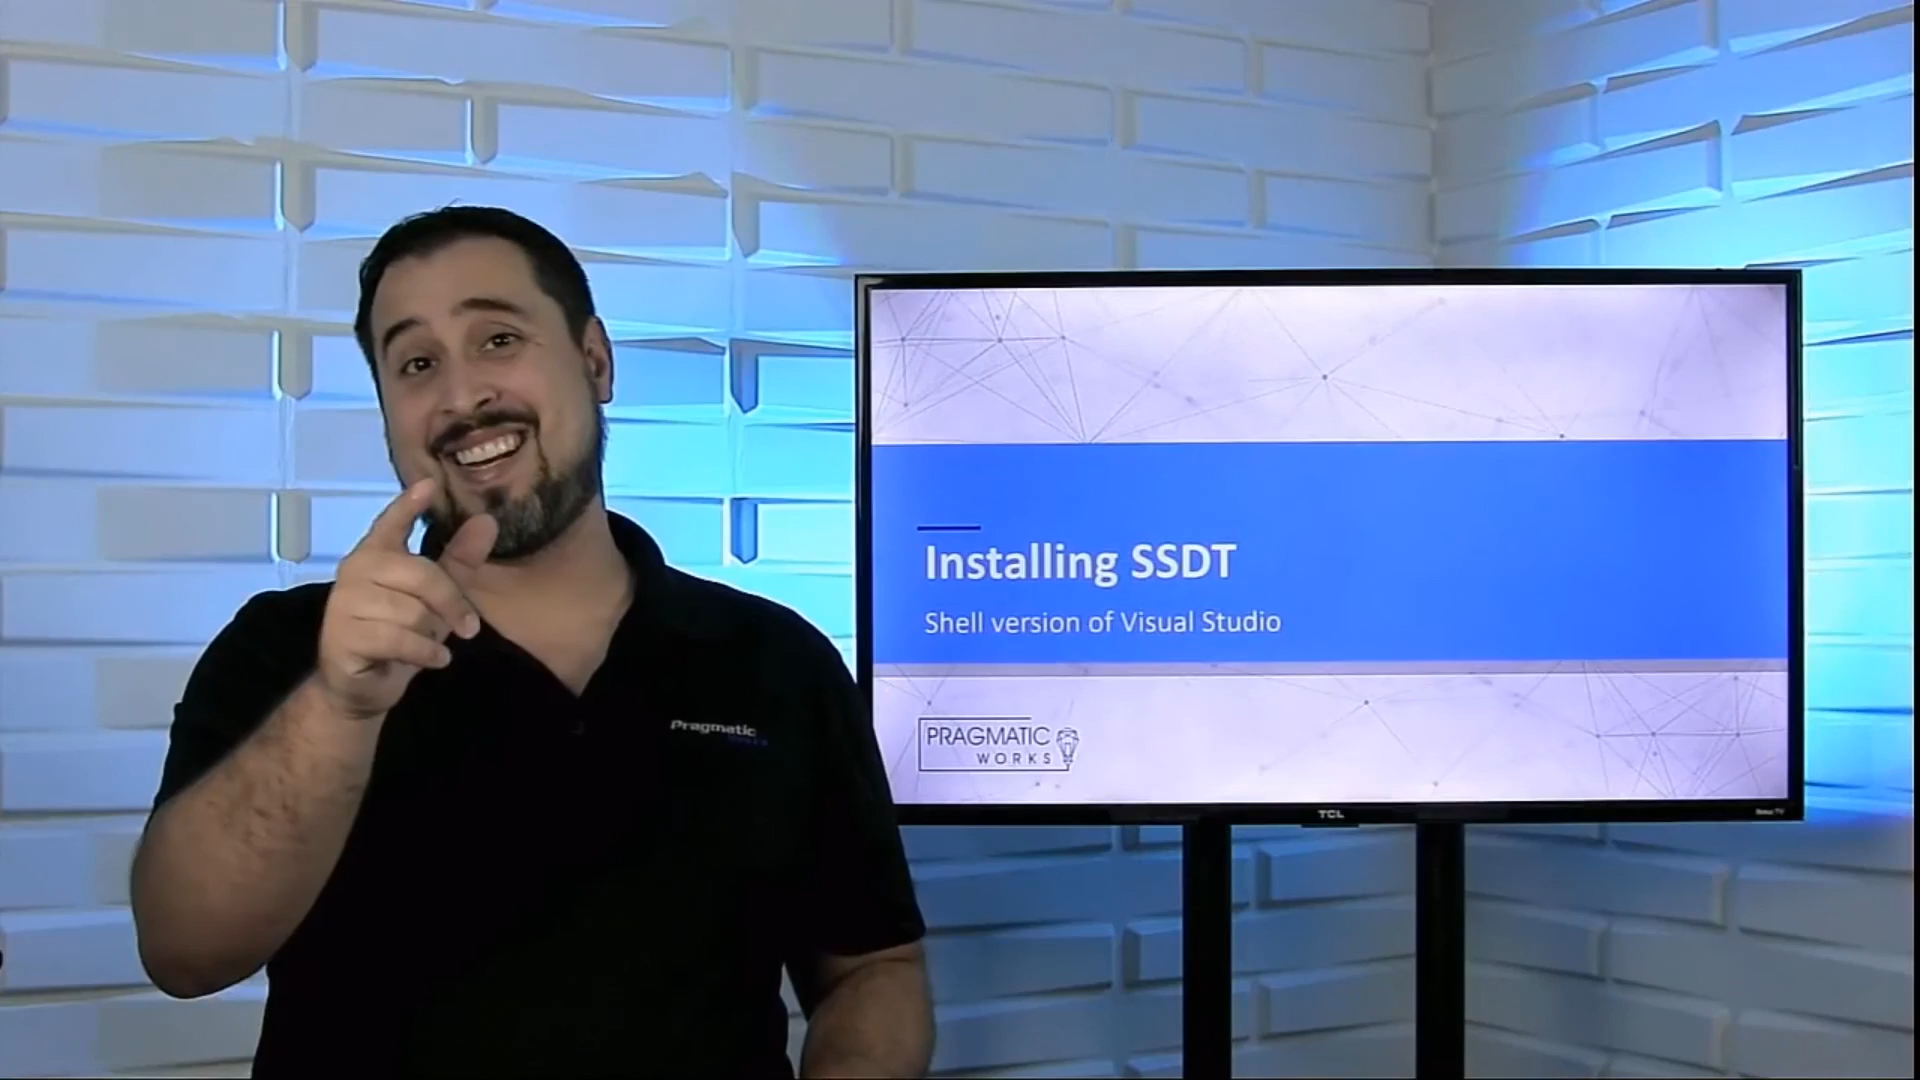 Installing SSDT
Shell version of Visual Studio
PRAGMATIC
WORKS
Pragmatic
TCL